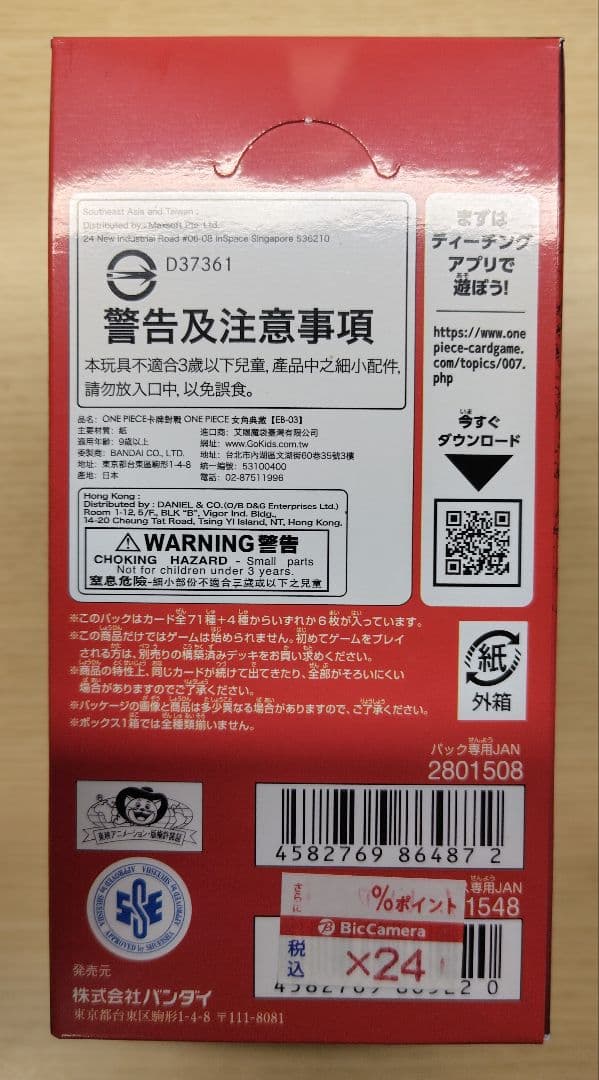 Southeast Asia and Taiwan :
Distributed by : Maxsoft Pte. Ltd.
24 New Industrial Road #06-08 InSpace Singapore 536210
D37361
警告及注意事項
本玩具不適合3歲以下兒童, 產品中之細小配件,
請勿放入口中, 以免誤食。
品名: ONE PIECE卡牌對戰 ONE PIECE 女角典藏【EB-03】
主要材質: 紙
進口商: 艾個魔袋臺灣有限公司
適用年齡: 9歲以上
網址: www.GoKids.com.tw
委製商: BANDAI CO., LTD.
地址: 台北市內湖區文湖街60巷35號3樓
地址: 東京都台東區駒形1-4-8
統一編號: 53100400
產地: 日本
電話: 02-87511996
Hong Kong :
Distributed by : DANIEL & CO.(O/B D&G Enterprises Ltd.)
Room 1-12, 5/F., BLK "B", Vigor Ind. Bldg.,
14-20 Cheung Tat Road, Tsing Yi Island, NT, Hong Kong.
WARNING 警告
CHOKING HAZARD - Small parts
Not for children under 3 years.
窒息危險-細小部份不適合三歲或以下之兒童
まずは
ティーチング
アプリで
遊ぼう!
https://www.one
piece-cardgame.
com/topics/007.
php
今すぐ
ダウンロード
※このパックはカード全71種+4種からいずれか6枚が入っています。
※この商品だけではゲームは始められません。初めてゲームをプレイ
される方は、別売りの構築済みデッキをお買い求めください。
※商品の特性上、同じカードが続けて出てきたり、全部がそろいにくい
場合がありますのでご了承ください。
※パッケージの画像と商品は多少異なる場合がありますので、ご了承ください。
※ボックス1箱では全種類揃いません。
紙
外箱
パック専用JAN
2801508
4582769 86487 2
専用JAN
1548
さらに
%ポイント
BicCamera
税込
×24
東映アニメーション・版権許諾証
APPROVED by SHUEISHA
発売元
株式会社バンダイ
東京都台東区駒形1-4-8 〒111-8081